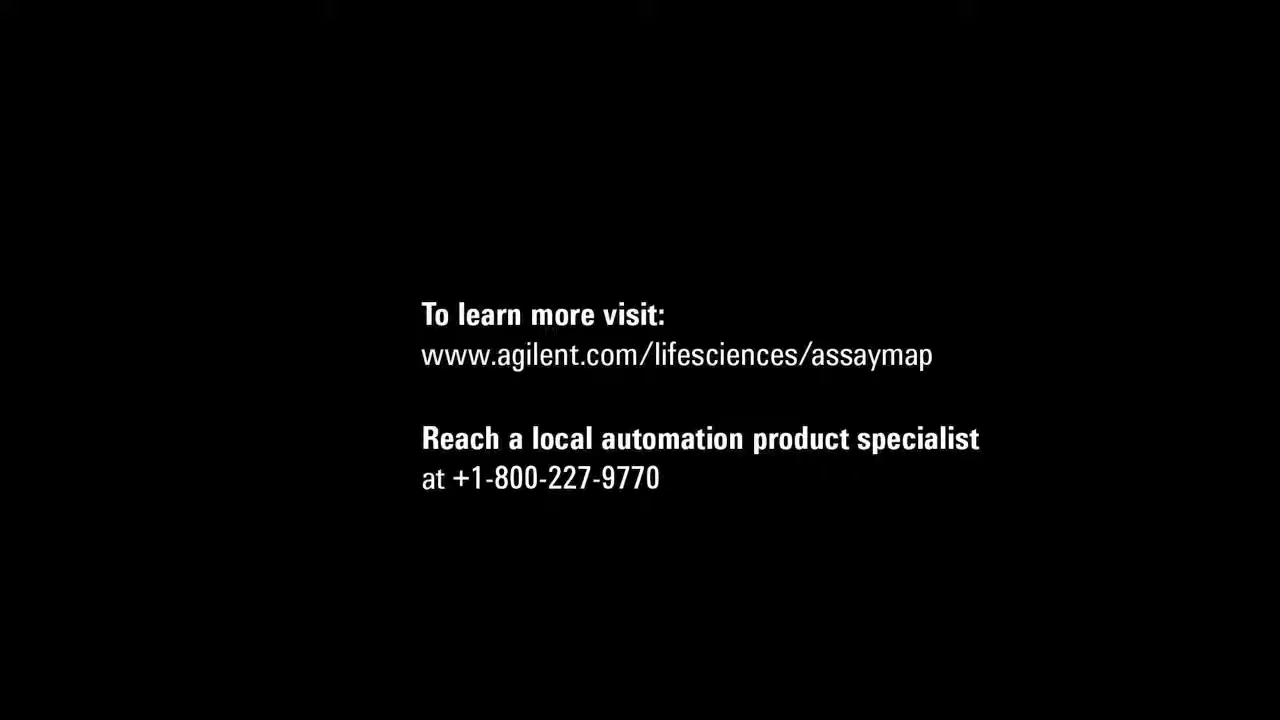 To learn more visit:
www.agilent.com/lifesciences/assaymap
Reach a local automation product specialist
at +1-800-227-9770